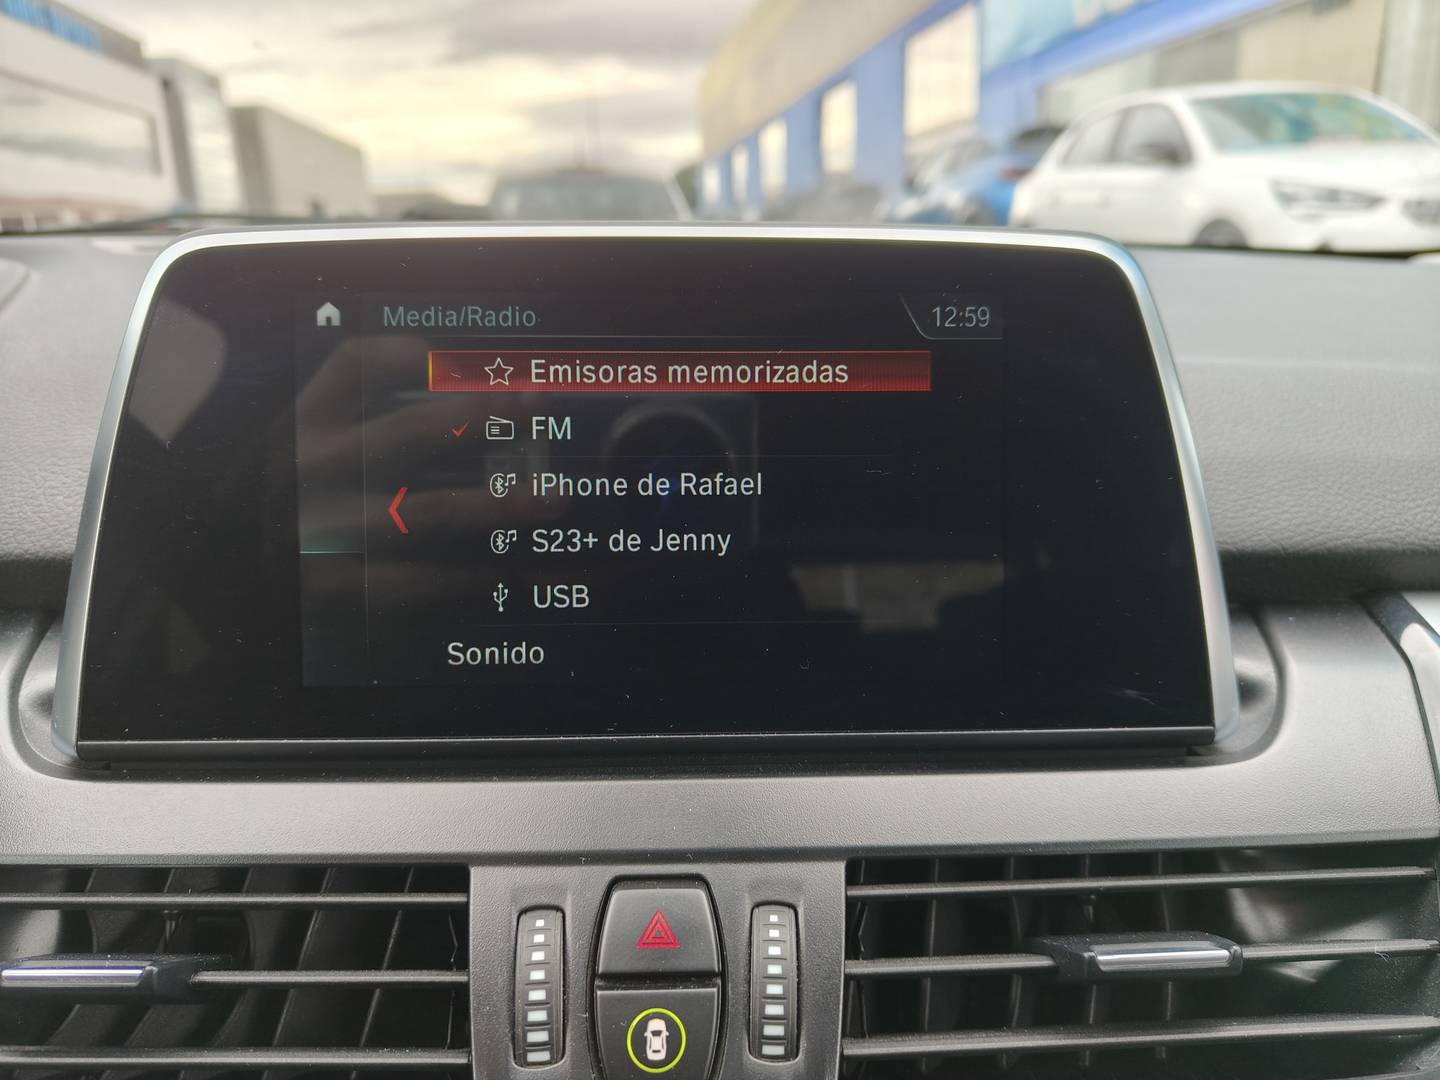 Media/Radio
12:59
Emisoras memorizadas
FM
iPhone de Rafael
S23+ de Jenny
USB
Sonido